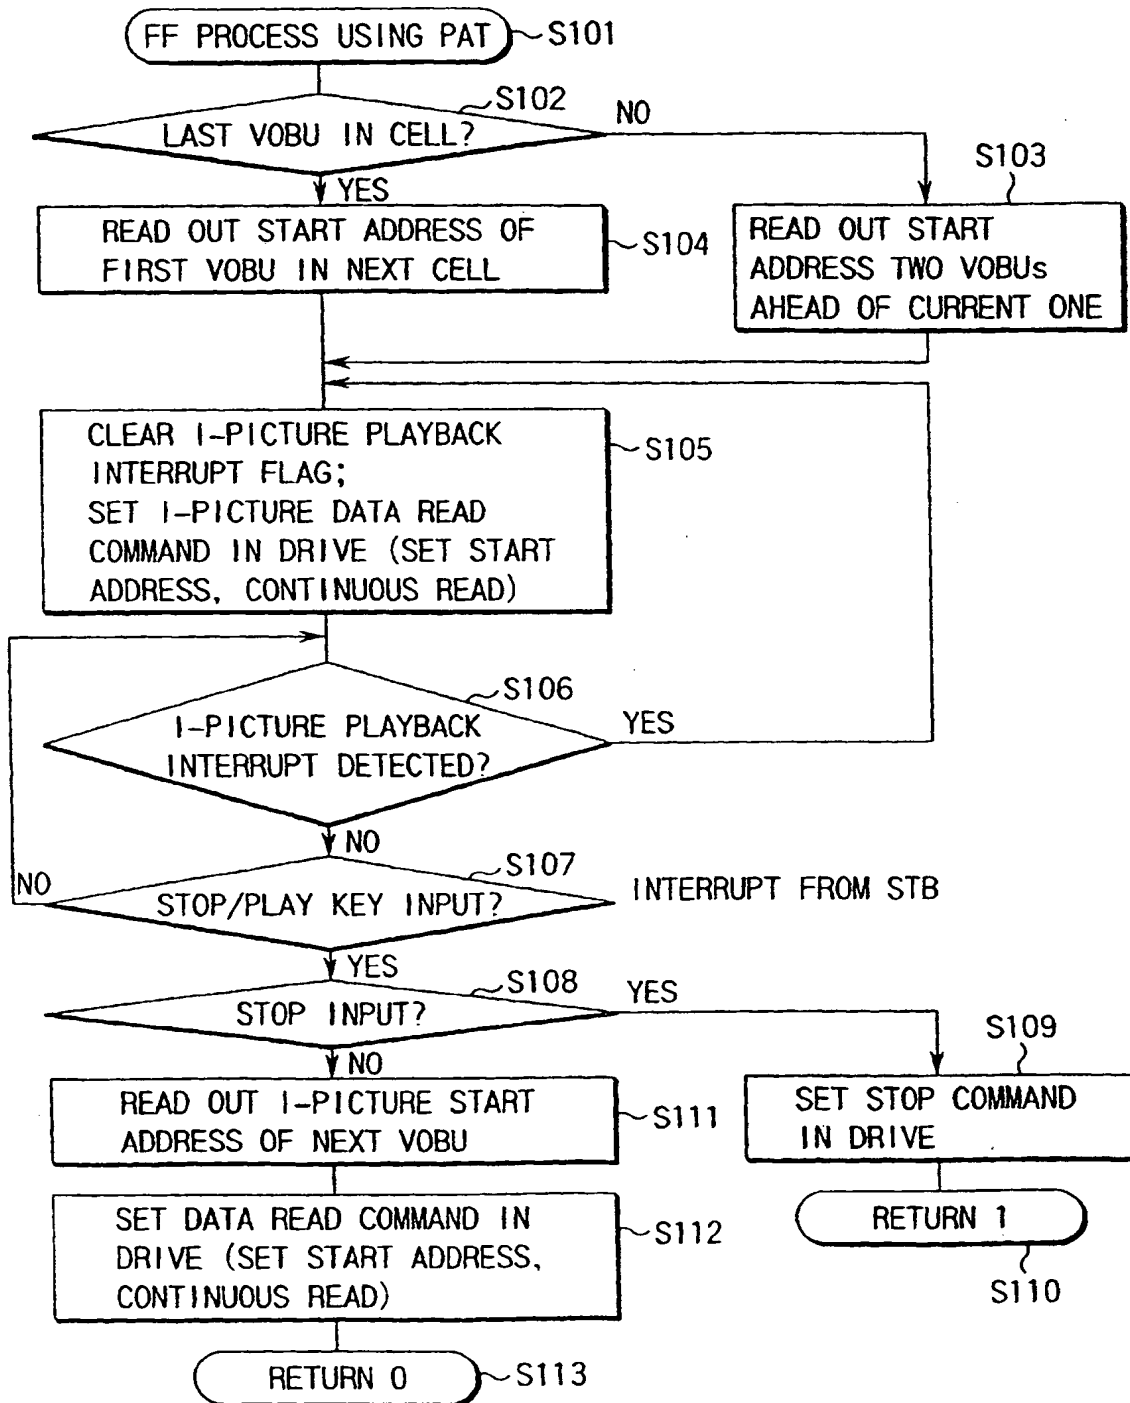 FF PROCESS USING PAT
S101
S102
LAST VOBU IN CELL?
NO
YES
S103
READ OUT START
ADDRESS TWO VOBUs
AHEAD OF CURRENT ONE
READ OUT START ADDRESS OF
FIRST VOBU IN NEXT CELL
S104
CLEAR I-PICTURE PLAYBACK
INTERRUPT FLAG;
SET I-PICTURE DATA READ
COMMAND IN DRIVE (SET START
ADDRESS, CONTINUOUS READ)
S105
S106
I-PICTURE PLAYBACK
INTERRUPT DETECTED?
YES
NO
S107
NO
STOP/PLAY KEY INPUT?
INTERRUPT FROM STB
YES
S108
STOP INPUT?
YES
NO
S109
SET STOP COMMAND
IN DRIVE
READ OUT I-PICTURE START
ADDRESS OF NEXT VOBU
S111
RETURN 1
S110
SET DATA READ COMMAND IN
DRIVE (SET START ADDRESS,
CONTINUOUS READ)
S112
RETURN 0
S113